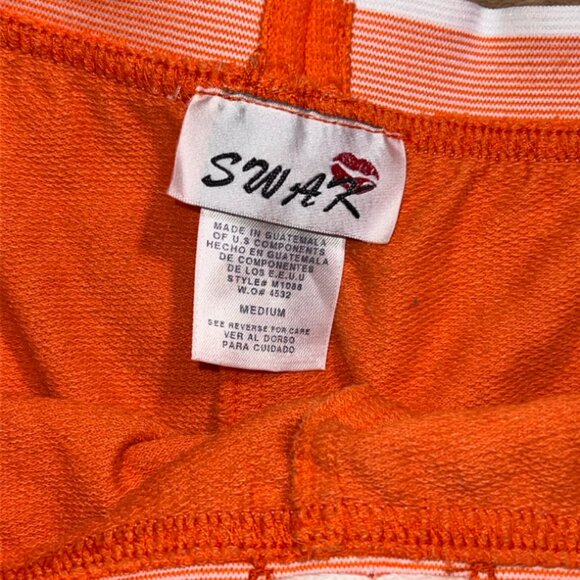 SWAK
MADE IN GUATEMALA
OF U.S COMPONENTS
HECHO EN GUATEMALA
DE COMPONENTES
DE LOS E.E.U.U
STYLE# M1088
W.O# 4532
MEDIUM
SEE REVERSE FOR CARE
VER AL DORSO
PARA CUIDADO